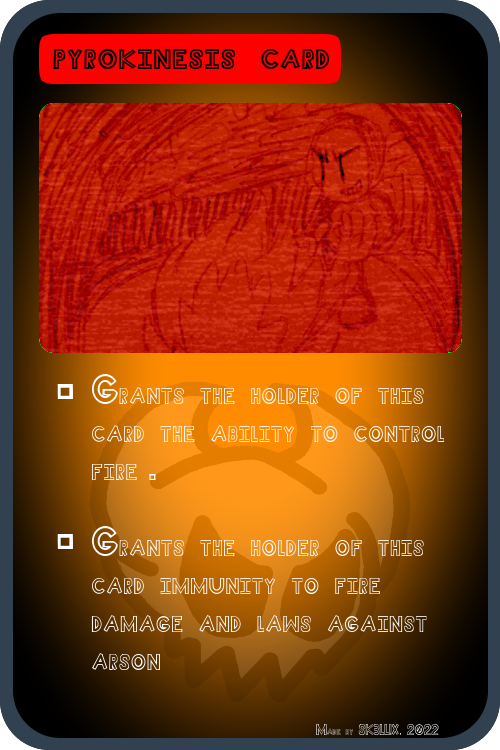 PYROKINESIS CARD
GRANTS THE HOLDER OF THIS
CARD THE ABILITY TO CONTROL
FIRE .
GRANTS THE HOLDER OF THIS
CARD IMMUNITY TO FIRE
DAMAGE AND LAWS AGAINST
ARSON
MADE BY SK3LLIX. 2022